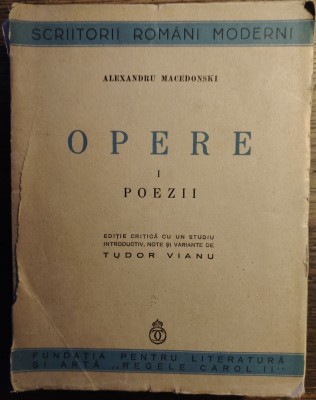 SCRIITORII ROMÂNI MODERNI
ALEXANDRU MACEDONSKI
OPERE
I
POEZII
EDIȚIE CRITICĂ CU UN STUDIU
INTRODUCTIV, NOTE ȘI VARIANTE DE
TUDOR VIANU
FUNDAȚIA PENTRU LITERATURĂ
ȘI ARTĂ „REGELE CAROL II"